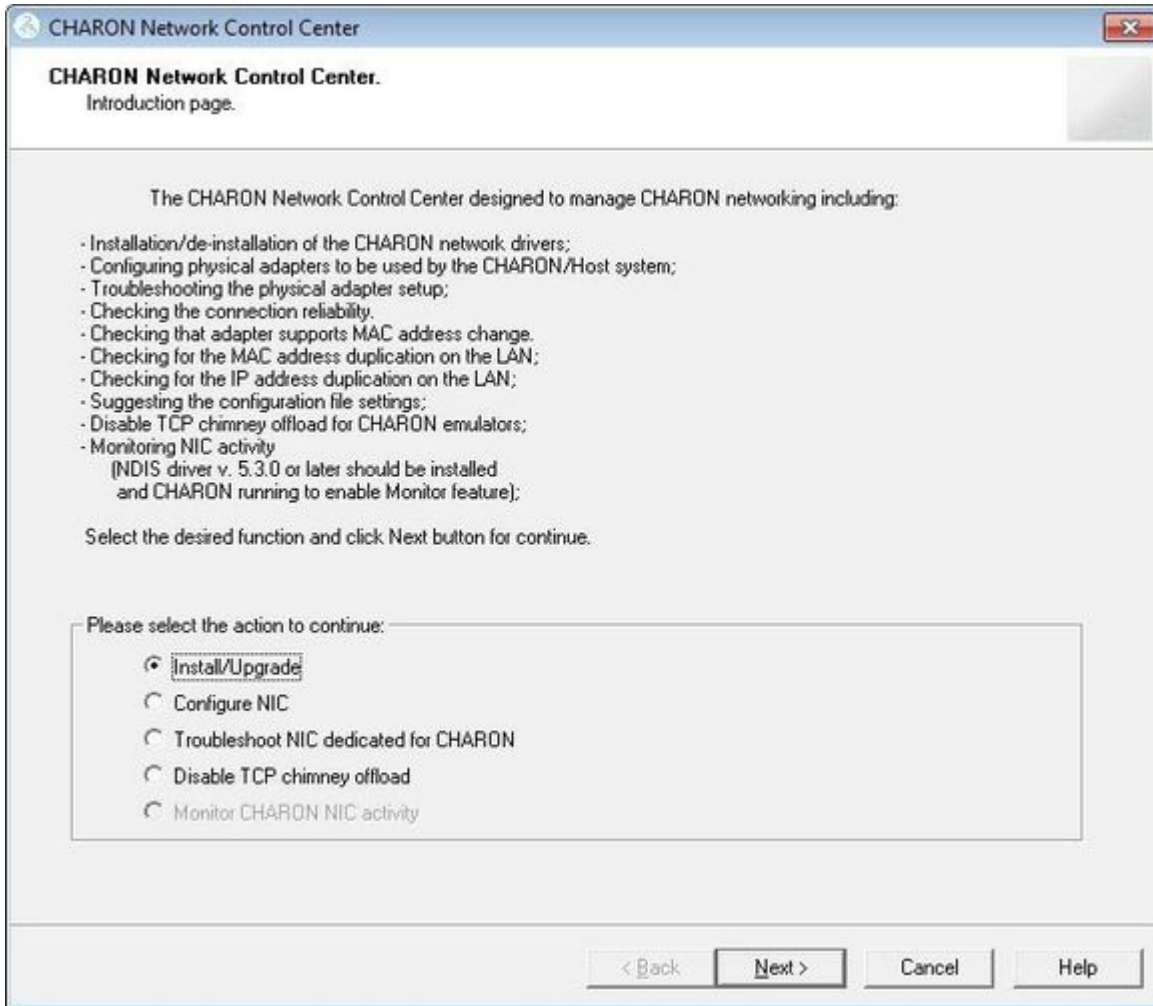 CHARON Network Control Center
CHARON Network Control Center.
Introduction page.
The CHARON Network Control Center designed to manage CHARON networking including:
- Installation/de-installation of the CHARON network drivers;
- Configuring physical adapters to be used by the CHARON/Host system;
- Troubleshooting the physical adapter setup;
- Checking the connection reliability.
- Checking that adapter supports MAC address change.
- Checking for the MAC address duplication on the LAN;
- Checking for the IP address duplication on the LAN;
- Suggesting the configuration file settings;
- Disable TCP chimney offload for CHARON emulators;
- Monitoring NIC activity
(NDIS driver v. 5.3.0 or later should be installed
and CHARON running to enable Monitor feature);
Select the desired function and click Next button for continue.
Please select the action to continue:
Install/Upgrade
Configure NIC
Troubleshoot NIC dedicated for CHARON
Disable TCP chimney offload
Monitor CHARON NIC activity
< Back Next > Cancel Help